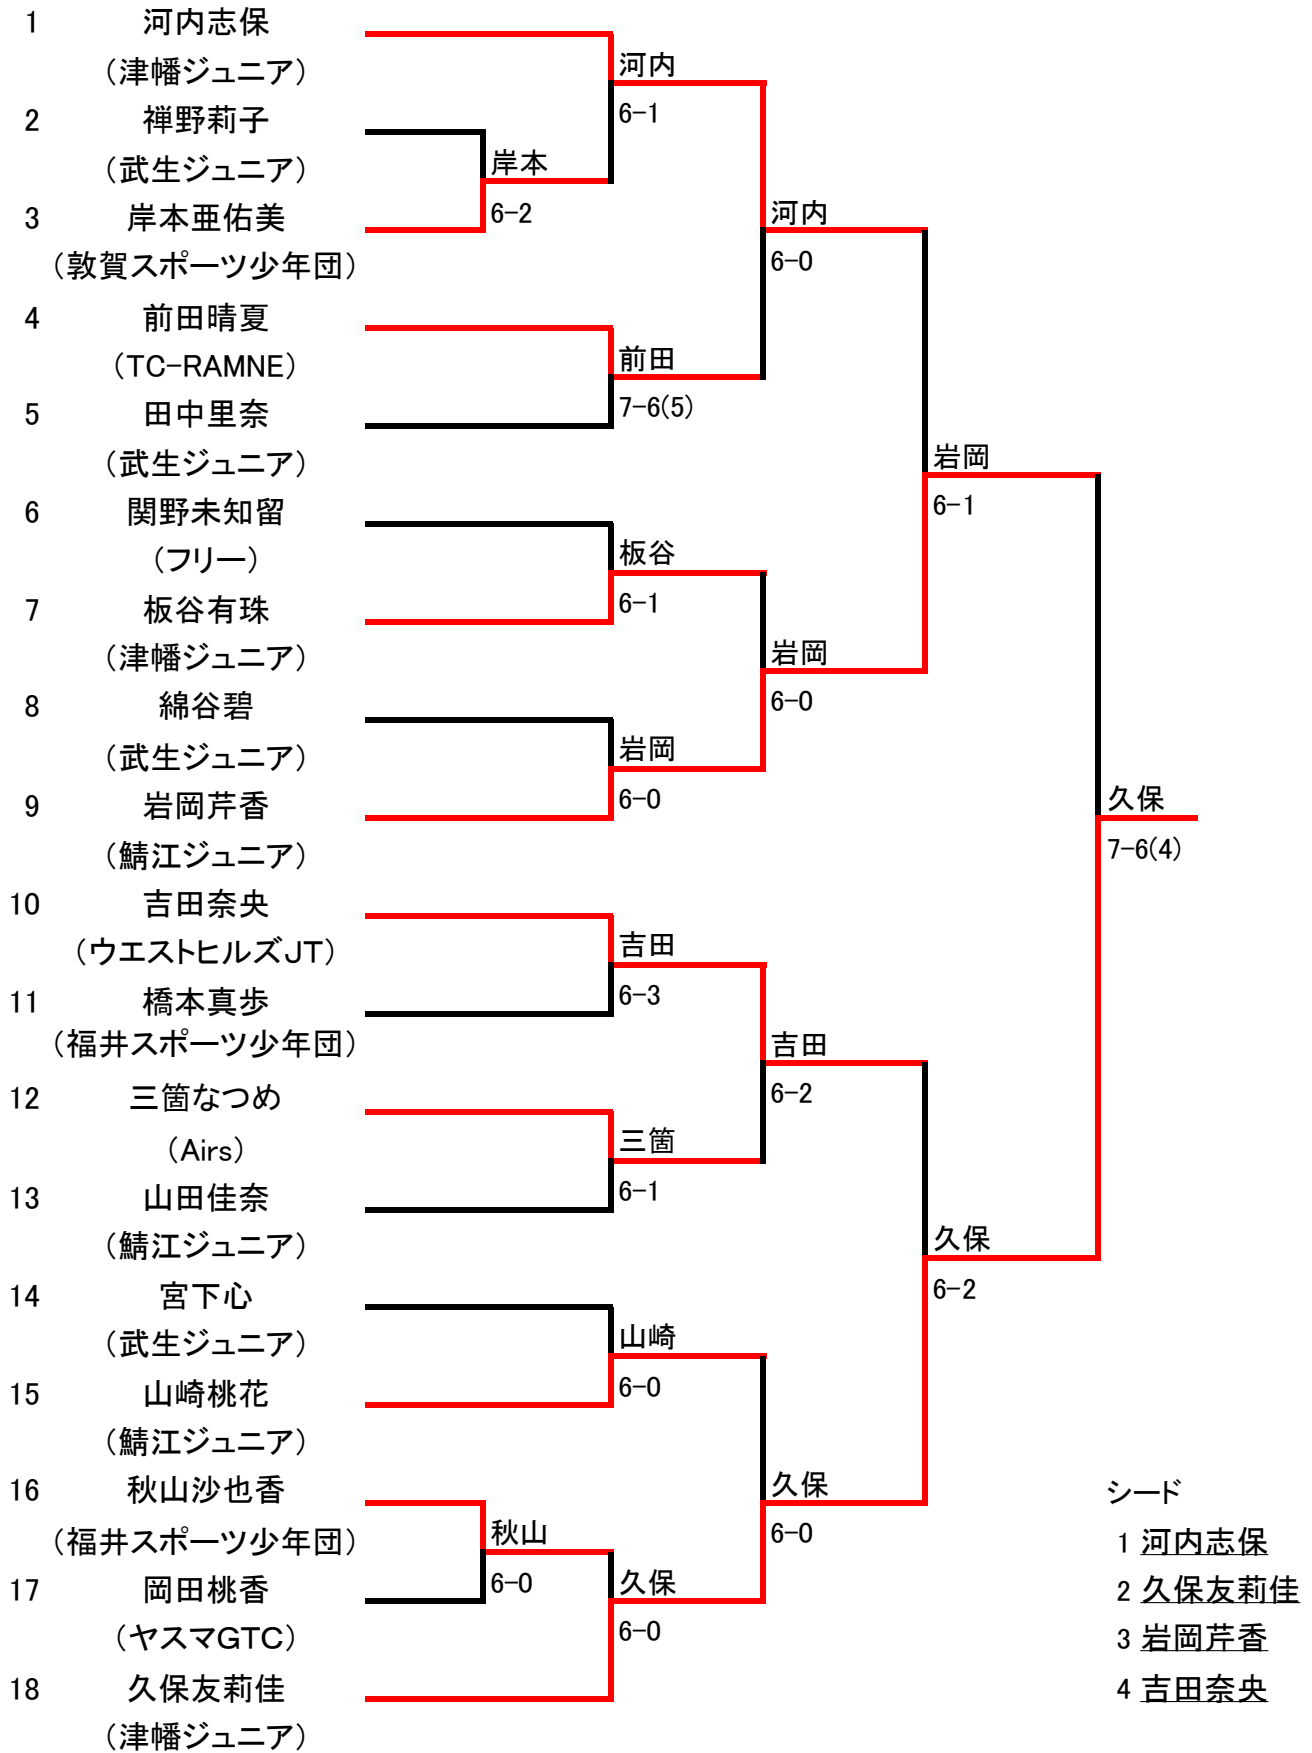 1 河内志保
（津幡ジュニア）
河内
6-1
2 禅野莉子
（武生ジュニア）
岸本
6-2
3 岸本亜佑美
（敦賀スポーツ少年団）
河内
6-0
4 前田晴夏
（TC-RAMNE）
前田
7-6(5)
5 田中里奈
（武生ジュニア）
岩岡
6-1
6 関野未知留
（フリー）
板谷
6-1
7 板谷有珠
（津幡ジュニア）
岩岡
6-0
8 綿谷碧
（武生ジュニア）
岩岡
6-0
9 岩岡芹香
（鯖江ジュニア）
久保
7-6(4)
10 吉田奈央
（ウエストヒルズJT）
吉田
6-3
11 橋本真歩
（福井スポーツ少年団）
吉田
6-2
12 三箇なつめ
（Airs）
三箇
6-1
13 山田佳奈
（鯖江ジュニア）
久保
6-2
14 宮下心
（武生ジュニア）
山崎
6-0
15 山崎桃花
（鯖江ジュニア）
久保
6-0
16 秋山沙也香
（福井スポーツ少年団）
秋山
6-0
17 岡田桃香
（ヤスマGTC）
久保
6-0
18 久保友莉佳
（津幡ジュニア）
シード
1 河内志保
2 久保友莉佳
3 岩岡芹香
4 吉田奈央